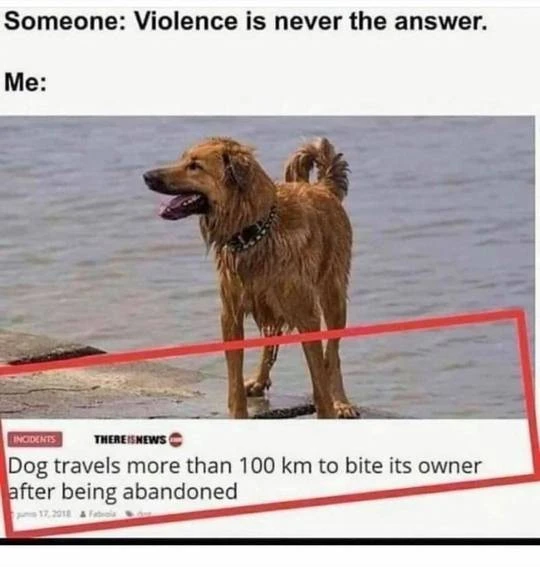 Someone: Violence is never the answer.
Me:
INCIDENTS THEREISNEWS
Dog travels more than 100 km to bite its owner
after being abandoned
17, 2018 Fabiola